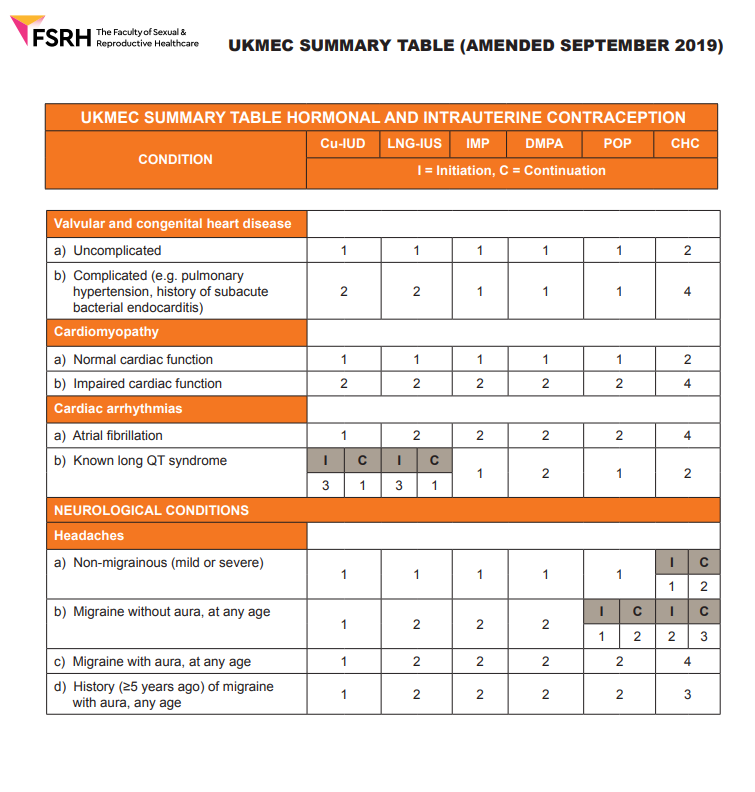 FSRH The Faculty of Sexual &
Reproductive Healthcare
UKMEC SUMMARY TABLE (AMENDED SEPTEMBER 2019)
UKMEC SUMMARY TABLE HORMONAL AND INTRAUTERINE CONTRACEPTION
CONDITION
Cu-IUD LNG-IUS IMP DMPA POP CHC
I = Initiation, C = Continuation
Valvular and congenital heart disease
a) Uncomplicated 1 1 1 1 1 2
b) Complicated (e.g. pulmonary
hypertension, history of subacute
bacterial endocarditis)
2 2 1 1 1 4
Cardiomyopathy
a) Normal cardiac function 1 1 1 1 1 2
b) Impaired cardiac function 2 2 2 2 2 4
Cardiac arrhythmias
a) Atrial fibrillation 1 2 2 2 2 4
b) Known long QT syndrome I C I C
3 1 3 1 1 2 1 2
NEUROLOGICAL CONDITIONS
Headaches
a) Non-migrainous (mild or severe) I C
1 1 1 1 1 1 2
b) Migraine without aura, at any age I C I C
1 2 2 2 1 2 2 3
c) Migraine with aura, at any age 1 2 2 2 2 4
d) History (≥5 years ago) of migraine
with aura, any age
1 2 2 2 2 3